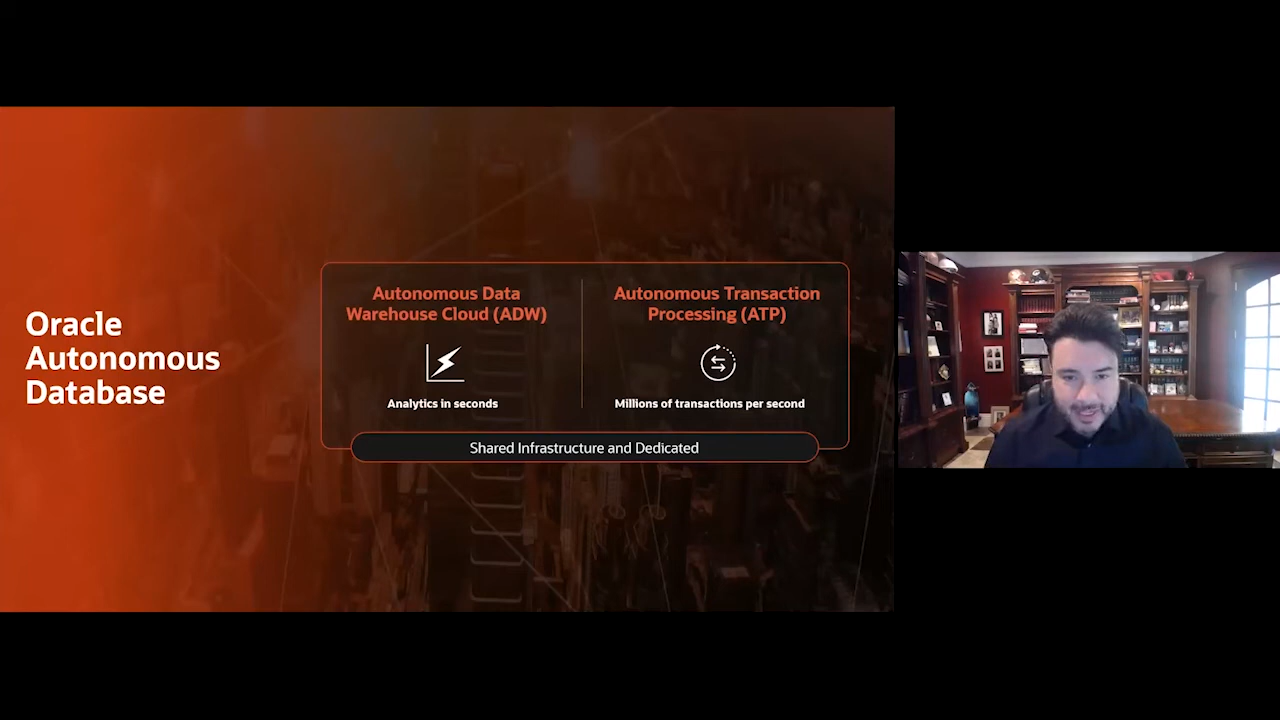 Oracle
Autonomous
Database
Autonomous Data
Warehouse Cloud (ADW)
Analytics in seconds
Autonomous Transaction
Processing (ATP)
Millions of transactions per second
Shared Infrastructure and Dedicated